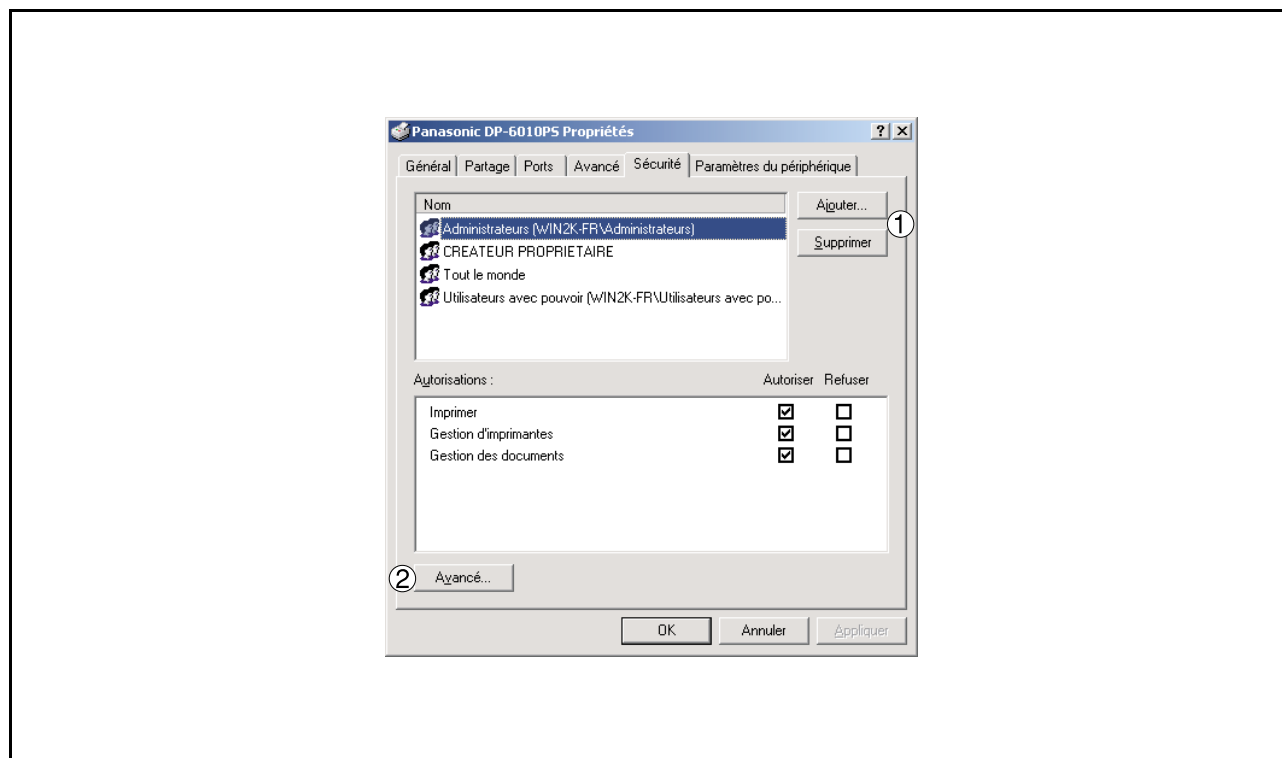 Panasonic DP-6010PS Propriétés
Général Partage Ports Avancé Sécurité Paramètres du périphérique
Nom
Administrateurs (WIN2K-FR\Administrateurs)
CREATEUR PROPRIETAIRE
Tout le monde
Utilisateurs avec pouvoir (WIN2K-FR\Utilisateurs avec po...
Ajouter...
1
Supprimer
Autorisations : Autoriser Refuser
Imprimer
Gestion d'imprimantes
Gestion des documents
2 Avancé...
OK Annuler Appliquer